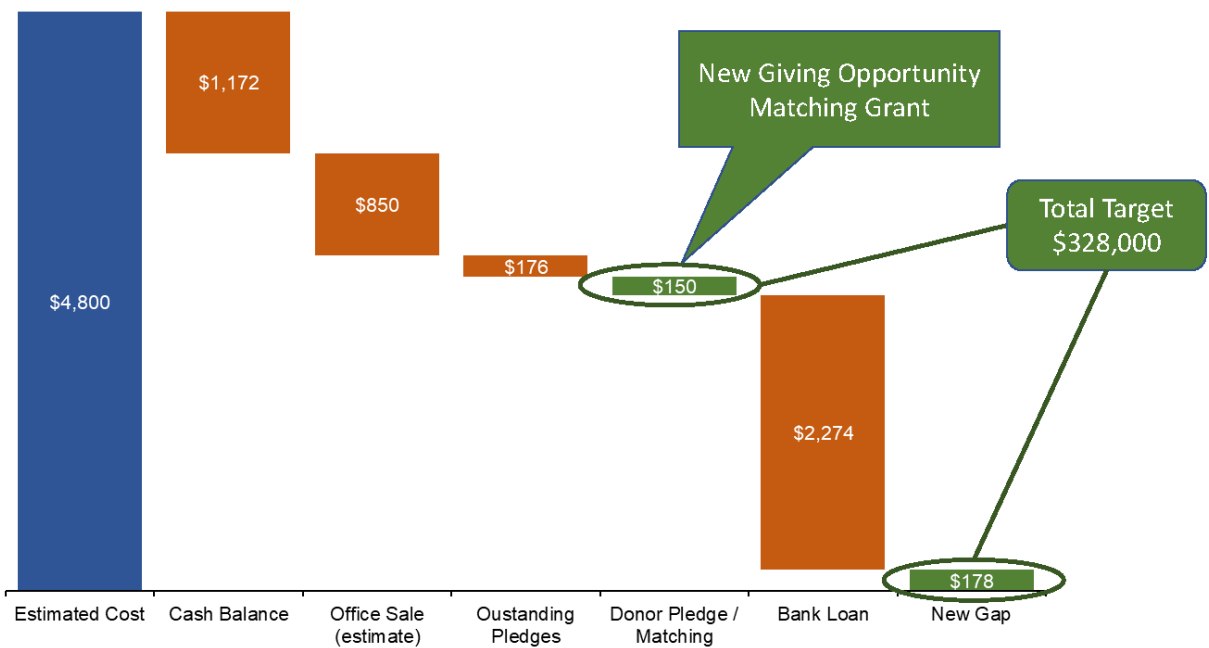 $1,172
New Giving Opportunity
Matching Grant
$850
Total Target
$328,000
$176
$150
$4,800
$2,274
$178
Estimated Cost
Cash Balance
Office Sale
(estimate)
Oustanding
Pledges
Donor Pledge /
Matching
Bank Loan
New Gap